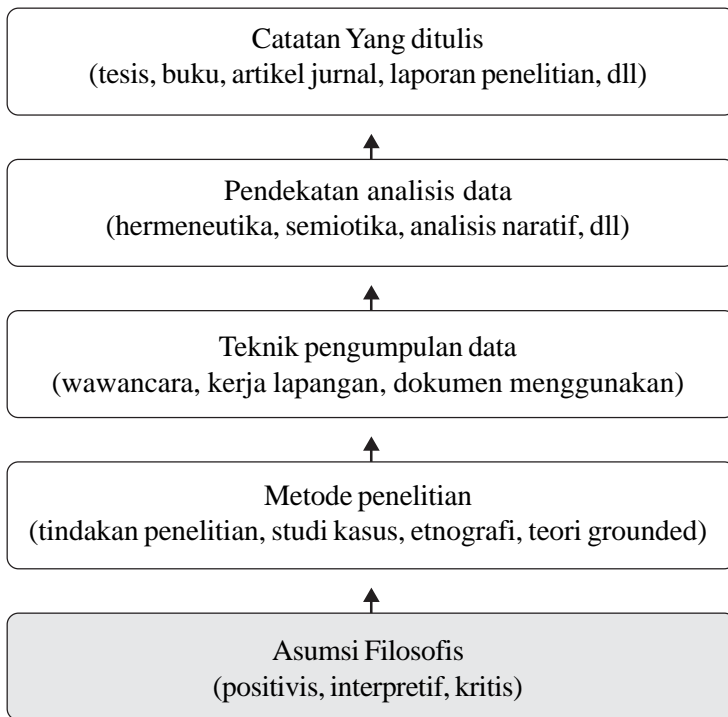 Catatan Yang ditulis
(tesis, buku, artikel jurnal, laporan penelitian, dll)
Pendekatan analisis data
(hermeneutika, semiotika, analisis naratif, dll)
Teknik pengumpulan data
(wawancara, kerja lapangan, dokumen menggunakan)
Metode penelitian
(tindakan penelitian, studi kasus, etnografi, teori grounded)
Asumsi Filosofis
(positivis, interpretif, kritis)